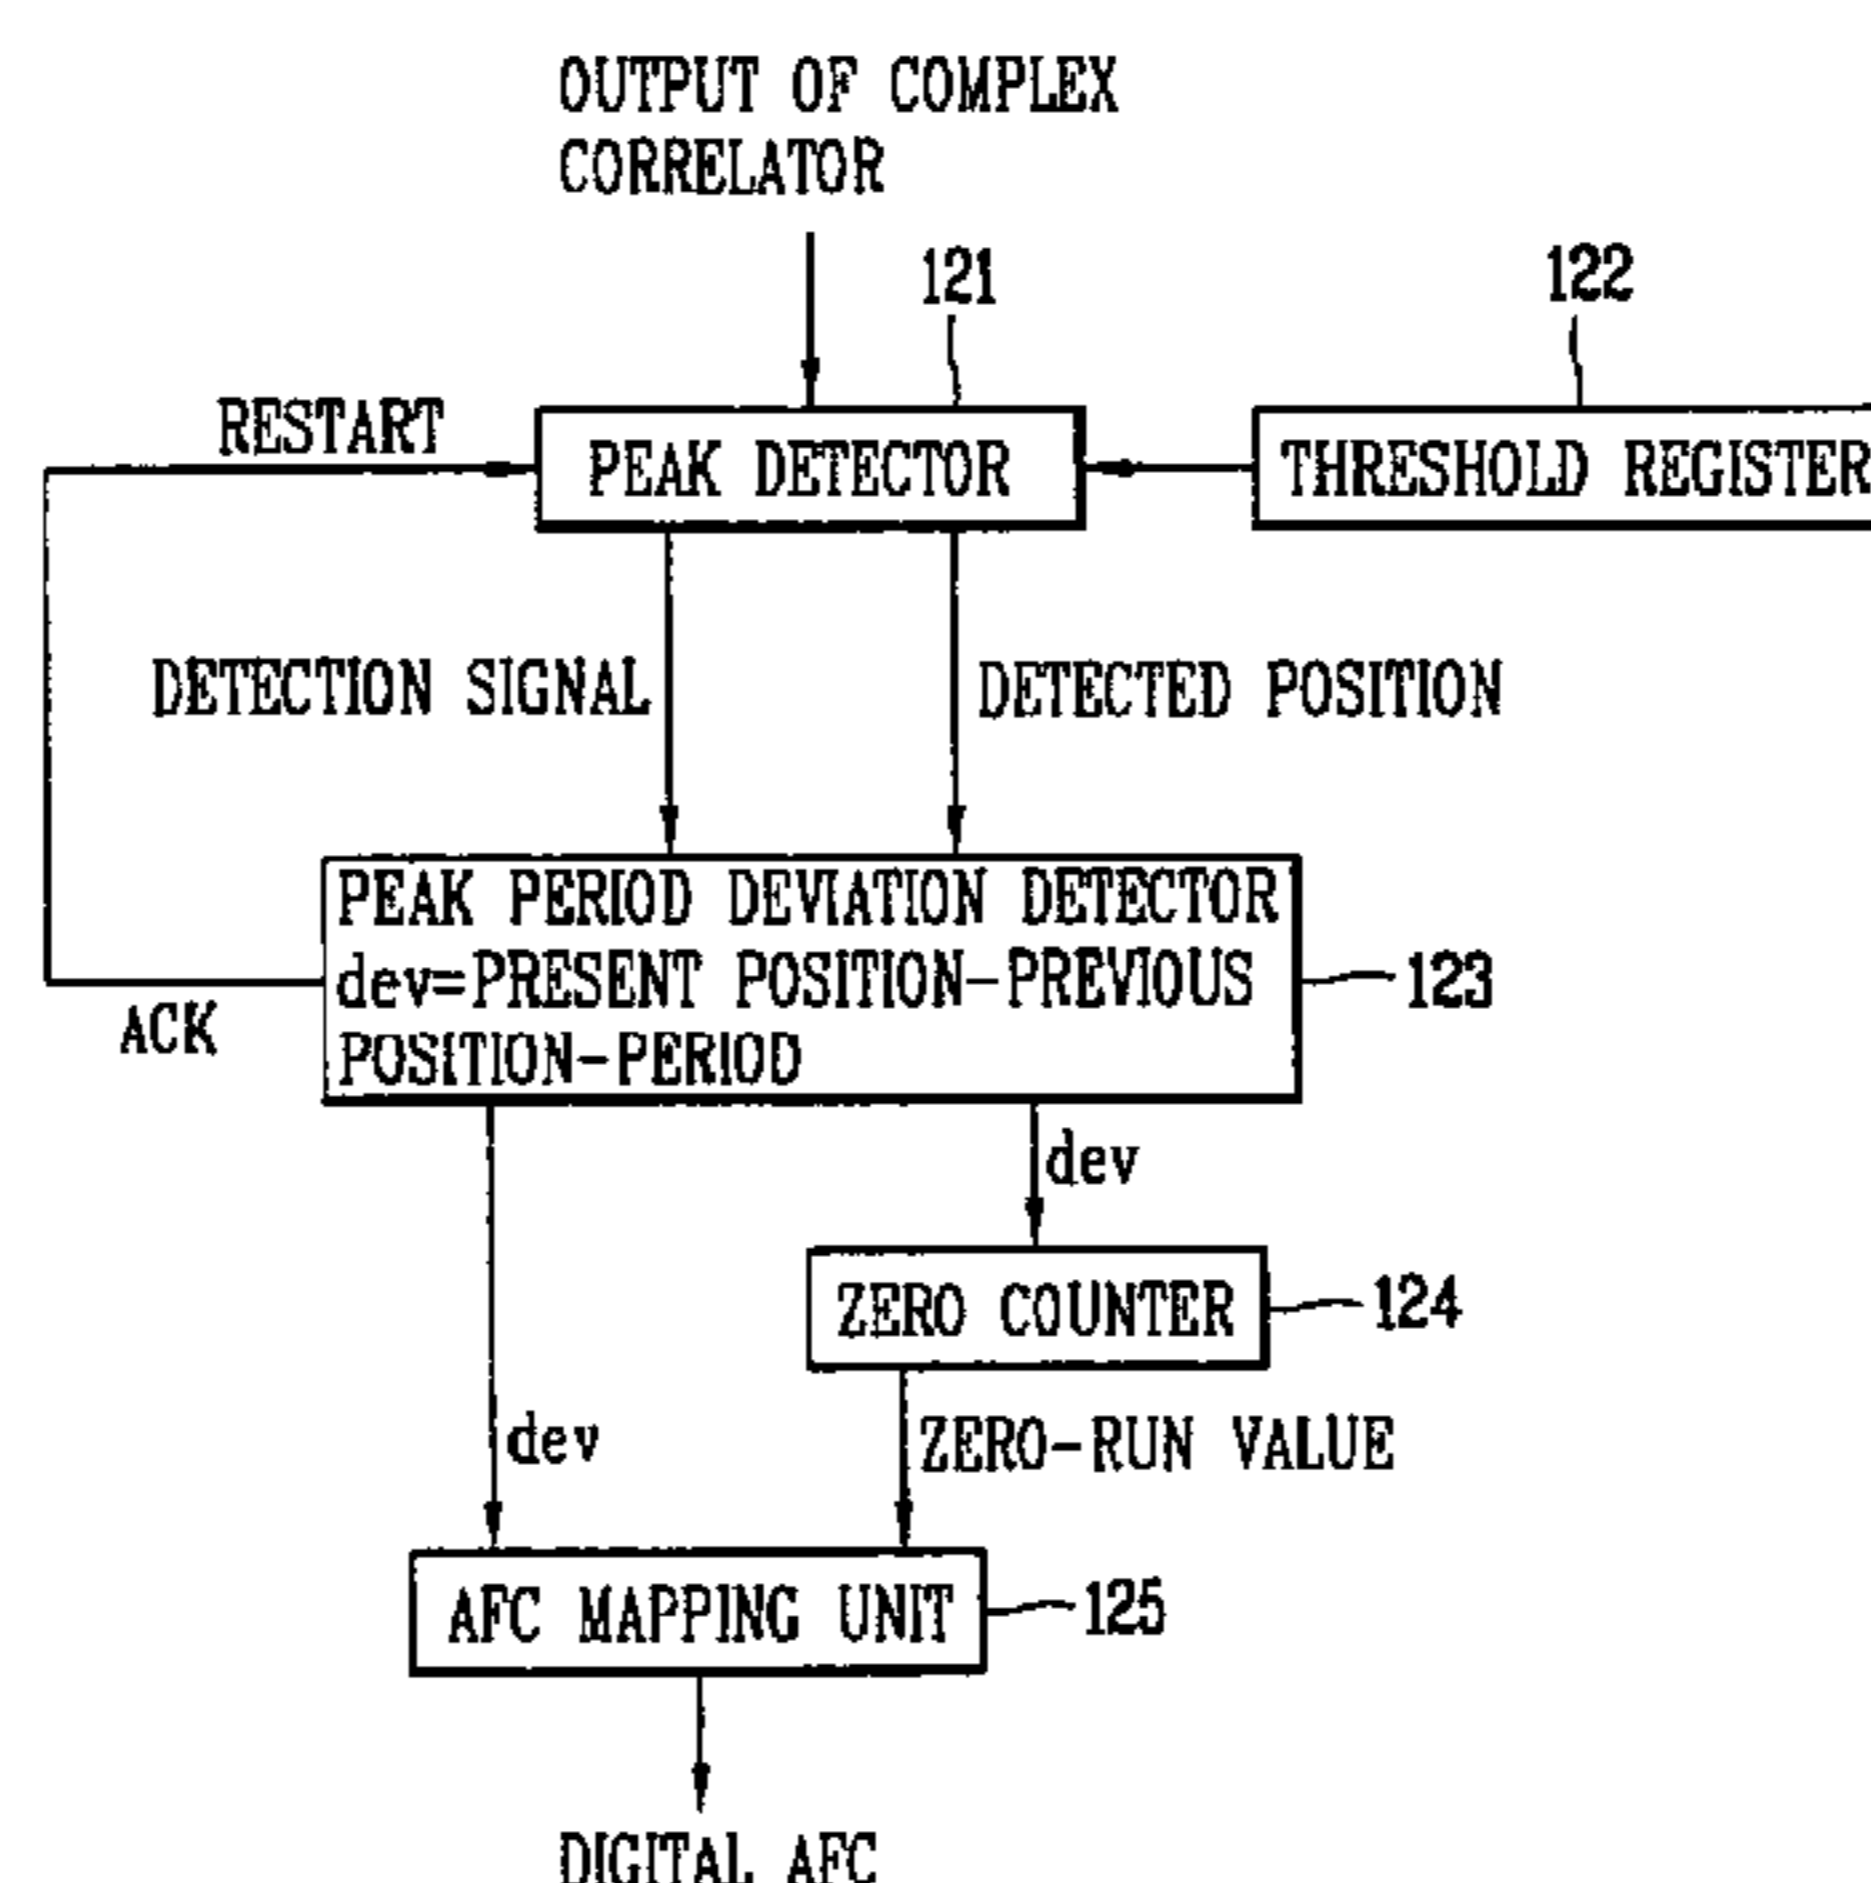 OUTPUT OF COMPLEX
CORRELATOR
121
122
RESTART
PEAK DETECTOR
THRESHOLD REGISTER
DETECTION SIGNAL
DETECTED POSITION
PEAK PERIOD DEVIATION DETECTOR
dev=PRESENT POSITION-PREVIOUS
POSITION-PERIOD
123
ACK
dev
ZERO COUNTER
124
dev
ZERO-RUN VALUE
AFC MAPPING UNIT
125
DIGITAL AFC